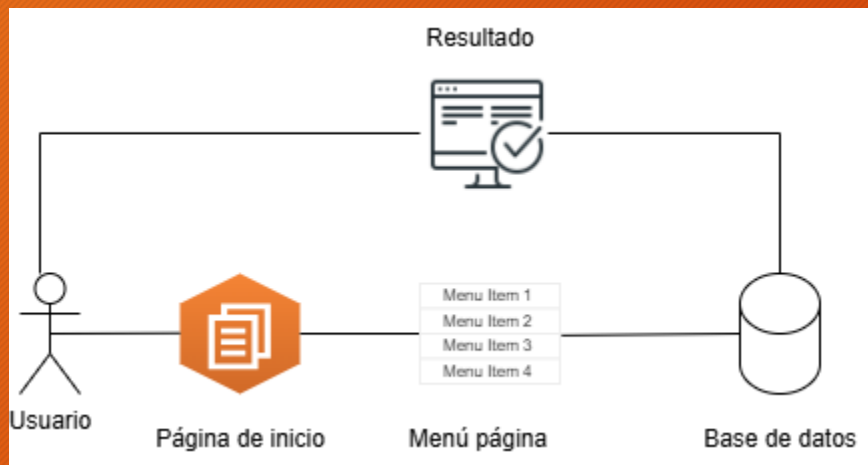 Resultado
Menu Item 1
Menu Item 2
Menu Item 3
Menu Item 4
Usuario
Página de inicio
Menú página
Base de datos